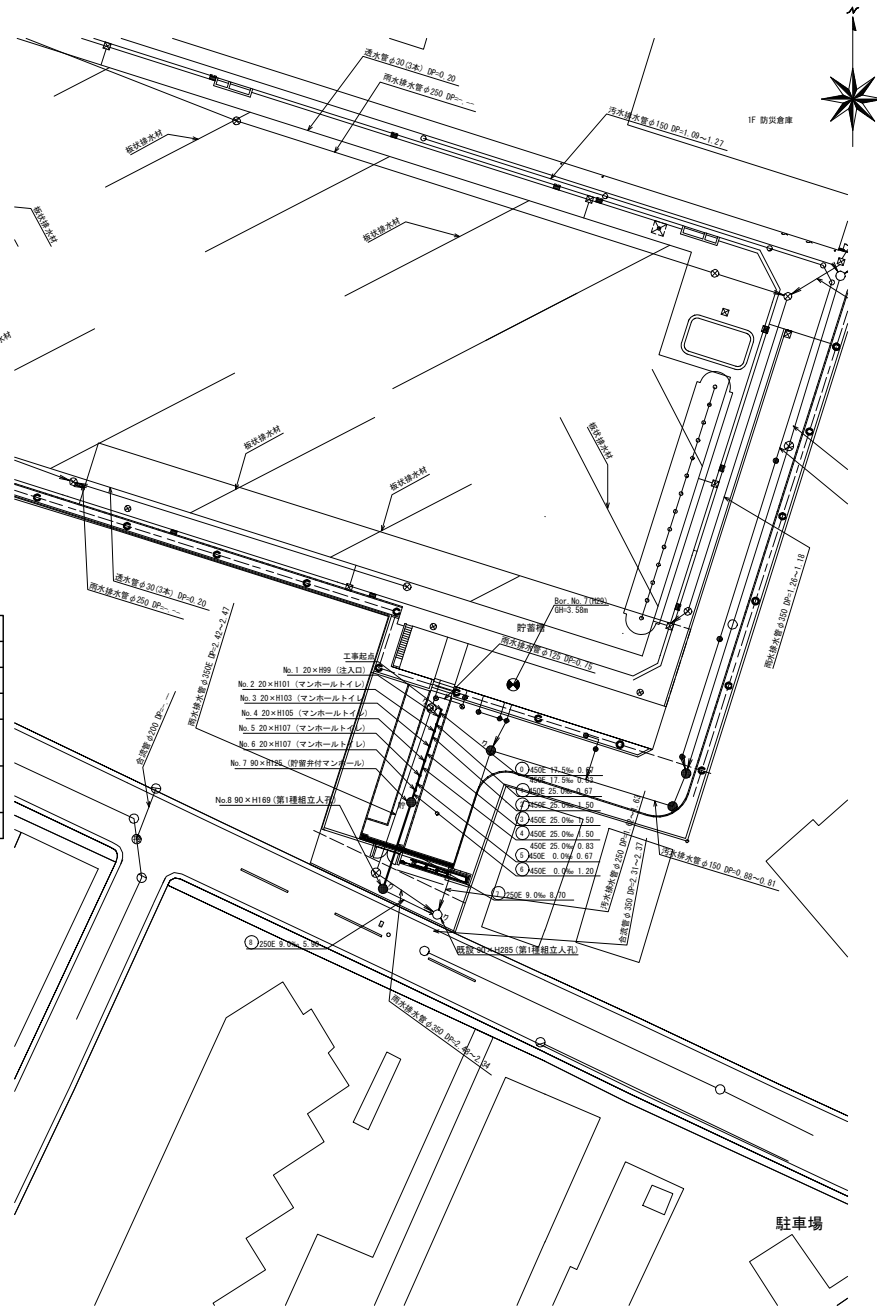 N
透水管φ30(3本) DP=0.20
雨水排水管φ250 DP=-.--
汚水排水管φ150 DP=1.09~1.27
1F 防災倉庫
板状排水材
板状排水材
板状排水材
板状排水材
板状排水材
板状排水材
水材
透水管φ30(3本) DP=0.20
雨水排水管φ250 DP=-.--
雨水排水管φ350E DP=2.42~2.47
合流管φ200 DP=-.--
Bor. No.7(H29)
GH=3.58m
貯蓄槽
雨水排水管φ125 DP=0.75
雨水排水管φ350 DP=1.26~1.18
工事起点
No.1 20×H99 (注入口)
No.2 20×H101 (マンホールトイレ)
No.3 20×H103 (マンホールトイレ)
No.4 20×H105 (マンホールトイレ)
No.5 20×H107 (マンホールトイレ)
No.6 20×H107 (マンホールトイレ)
No.7 90×H125 (貯留弁付マンホール)
No.8 90×H169 (第1種組立人孔)
0 450E 17.5‰ 0.67
450E 17.5‰ 0.83
450E 25.0‰ 0.67
450E 25.0‰ 1.50
3 450E 25.0‰ 1.50
4 450E 25.0‰ 1.50
450E 25.0‰ 0.83
5 450E 0.0‰ 0.67
6 450E 0.0‰ 1.20
7 250E 9.0‰ 8.70
8 250E 9.0‰ 5.90
既設 90×H285 (第1種組立人孔)
汚水排水管φ250
合流管φ350 DP=2.31~2.37
汚水排水管φ150 DP=0.88~0.81
雨水排水管φ350 DP=2.48~2.34
駐車場